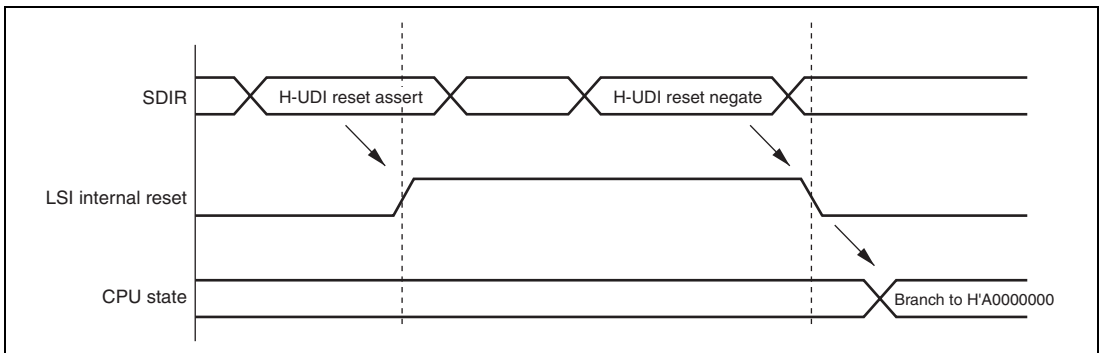 SDIR
H-UDI reset assert
H-UDI reset negate
LSI internal reset
CPU state
Branch to H'A0000000